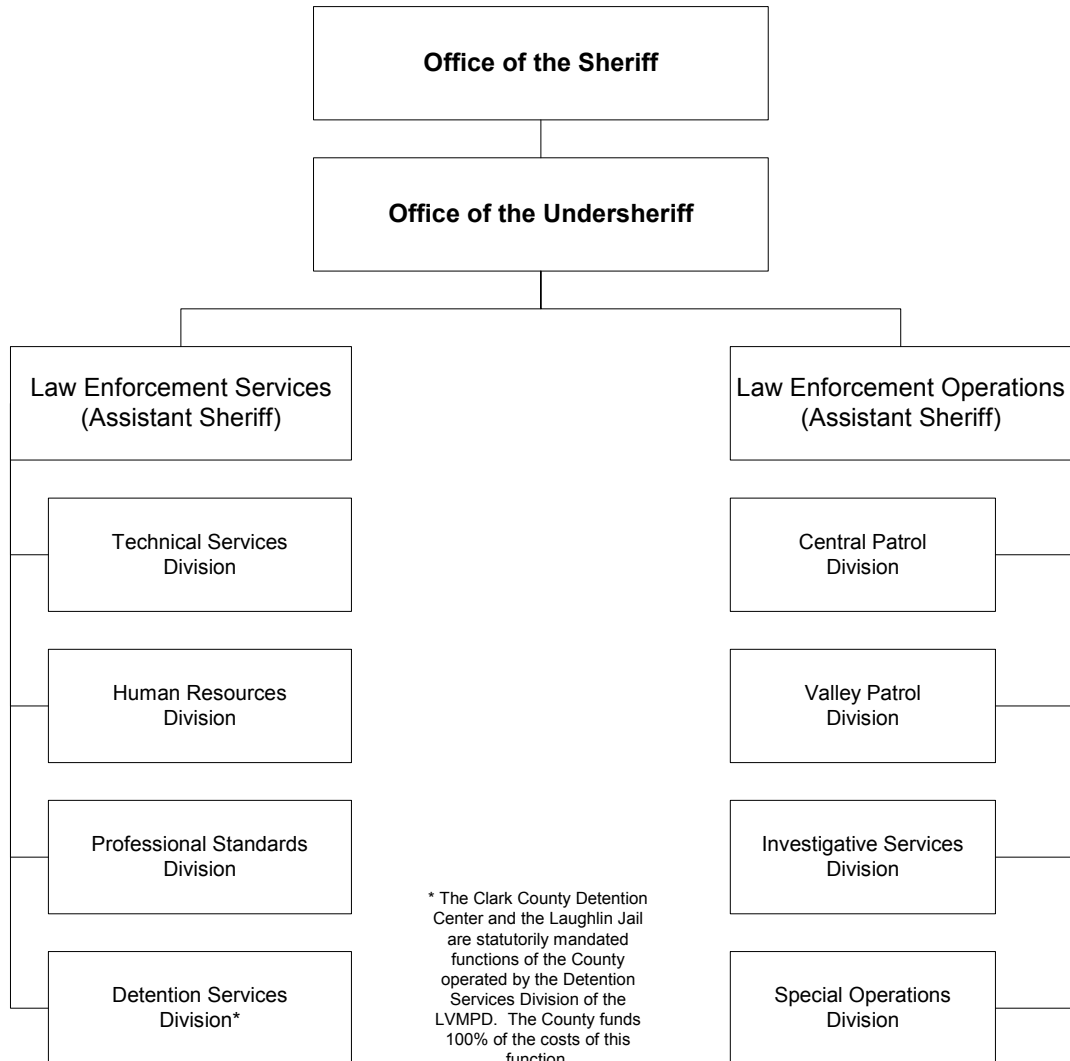 Office of the Sheriff
Office of the Undersheriff
Law Enforcement Services
(Assistant Sheriff)
Technical Services
Division
Human Resources
Division
Professional Standards
Division
Detention Services
Division*
Law Enforcement Operations
(Assistant Sheriff)
Central Patrol
Division
Valley Patrol
Division
Investigative Services
Division
Special Operations
Division
* The Clark County Detention
Center and the Laughlin Jail
are statutorily mandated
functions of the County
operated by the Detention
Services Division of the
LVMPD.  The County funds
100% of the costs of this
function